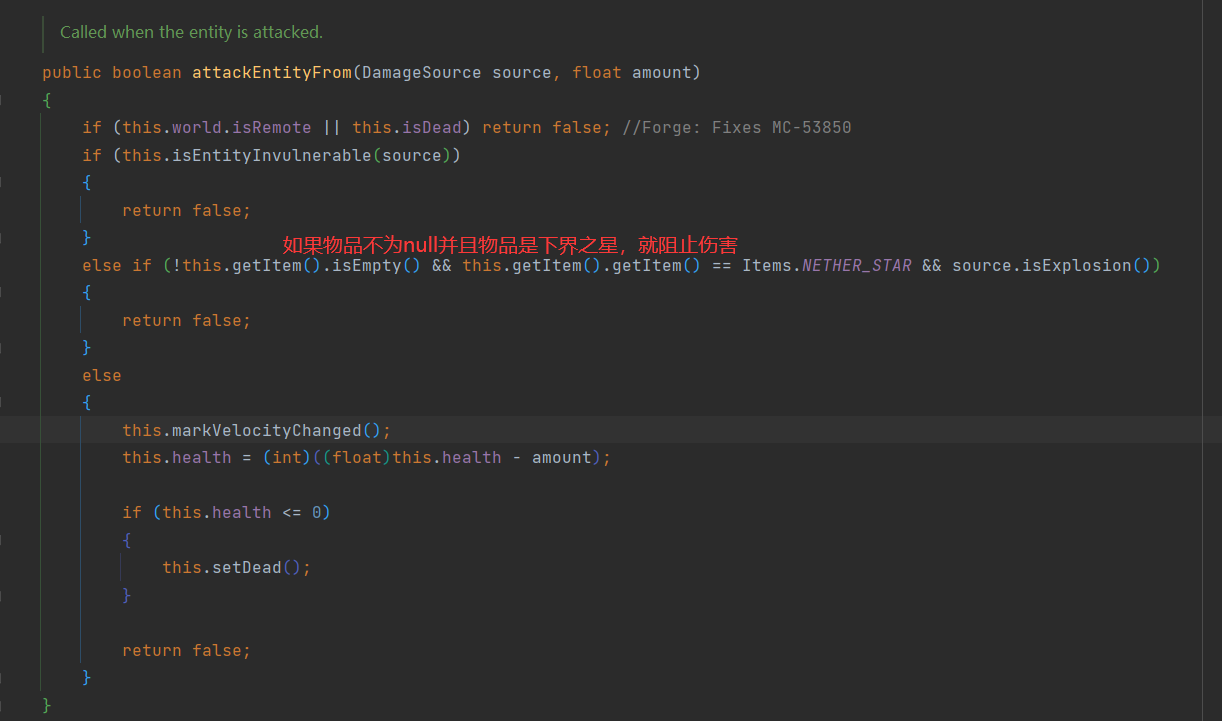 Called when the entity is attacked.
public boolean attackEntityFrom(DamageSource source, float amount)
{
if (this.world.isRemote || this.isDead) return false; //Forge: Fixes MC-53850
if (this.isEntityInvulnerable(source))
{
return false;
}
如果物品不为null并且物品是下界之星，就阻止伤害
else if (!this.getItem().isEmpty() && this.getItem().getItem() == Items.NETHER_STAR && source.isExplosion())
{
return false;
}
else
{
this.markVelocityChanged();
this.health = (int)((float)this.health - amount);
if (this.health <= 0)
{
this.setDead();
}
return false;
}
}